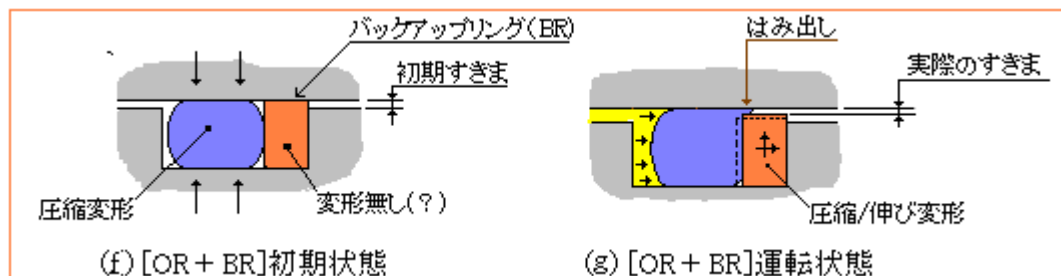 バックアップリング(BR)
初期すきま
圧縮変形
変形無し(?)
(f) [OR + BR]初期状態
はみ出し
実際のすきま
圧縮/伸び変形
(g) [OR + BR]運転状態